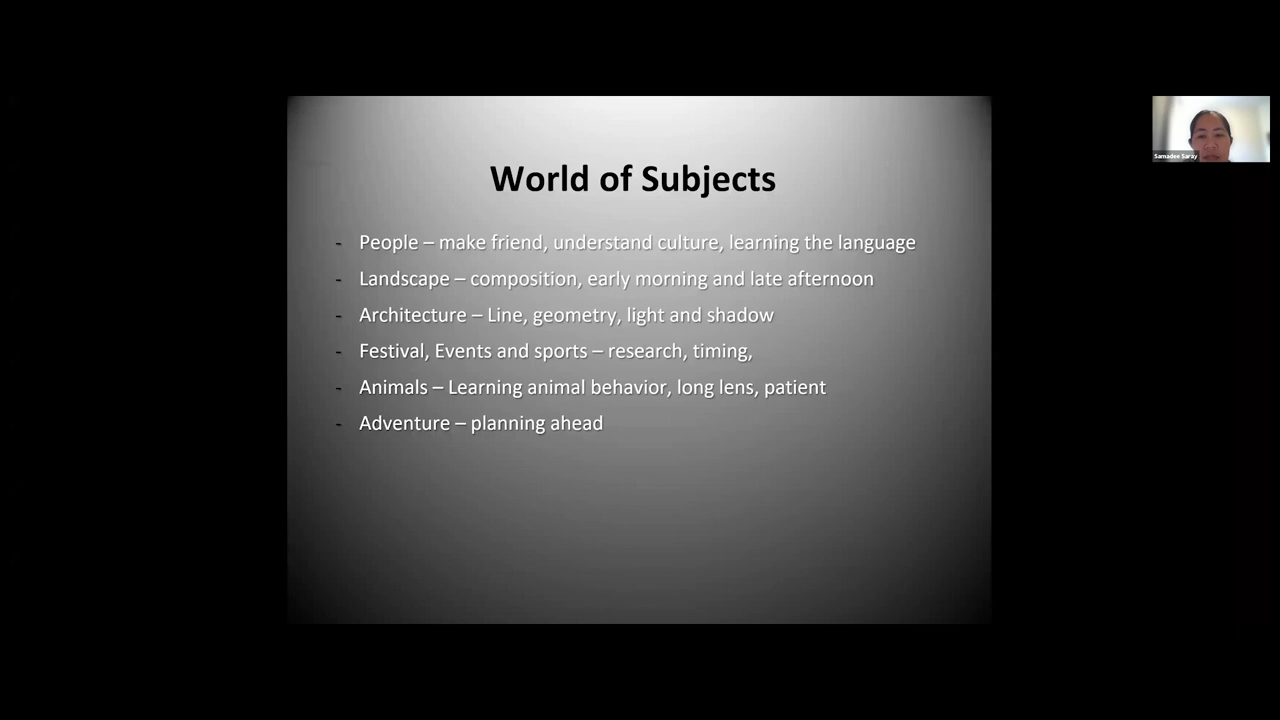 World of Subjects
- People – make friend, understand culture, learning the language
- Landscape – composition, early morning and late afternoon
- Architecture – Line, geometry, light and shadow
- Festival, Events and sports – research, timing,
- Animals – Learning animal behavior, long lens, patient
- Adventure – planning ahead
Samadee Saray